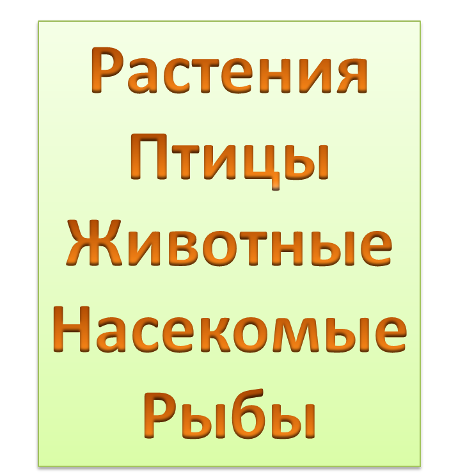 Растения
Птицы
Животные
Насекомые
Рыбы